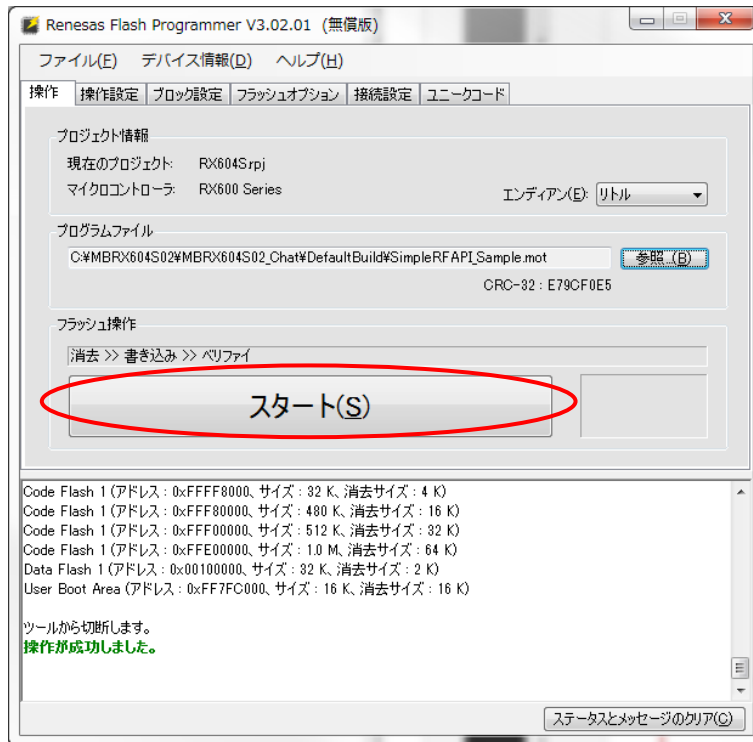 Renesas Flash Programmer V3.02.01 (無償版)
ファイル(F) デバイス情報(D) ヘルプ(H)
操作 操作設定 ブロック設定 フラッシュオプション 接続設定 ユニークコード
プロジェクト情報
現在のプロジェクト: RX604S.rpj
マイクロコントローラ: RX600 Series
エンディアン(E): リトル
プログラムファイル
C:¥MBRX604S02¥MBRX604S02_Chat¥DefaultBuild¥SimpleRFAPI_Sample.mot 参照...(B)
CRC-32 : E79CF0E5
フラッシュ操作
消去 >> 書き込み >> ベリファイ
スタート(S)
Code Flash 1 (アドレス : 0xFFFF8000、サイズ : 32 K、消去サイズ : 4 K)
Code Flash 1 (アドレス : 0xFFF80000、サイズ : 480 K、消去サイズ : 16 K)
Code Flash 1 (アドレス : 0xFFF00000、サイズ : 512 K、消去サイズ : 32 K)
Code Flash 1 (アドレス : 0xFFE00000、サイズ : 1.0 M、消去サイズ : 64 K)
Data Flash 1 (アドレス : 0x00100000、サイズ : 32 K、消去サイズ : 2 K)
User Boot Area (アドレス : 0xFF7FC000、サイズ : 16 K、消去サイズ : 16 K)
ツールから切断します。
操作が成功しました。
ステータスとメッセージのクリア(C)